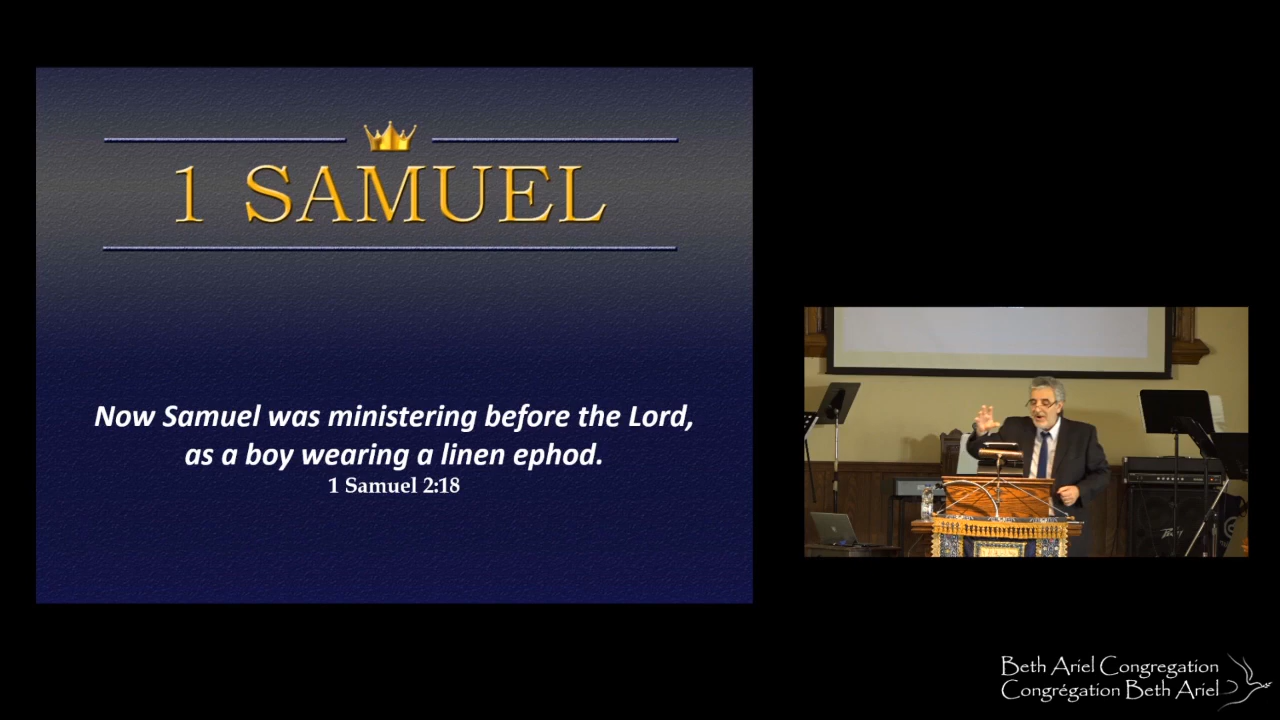 1 SAMUEL
Now Samuel was ministering before the Lord,
as a boy wearing a linen ephod.
1 Samuel 2:18
Peavey
Beth Ariel Congregation
Congrégation Beth Ariel